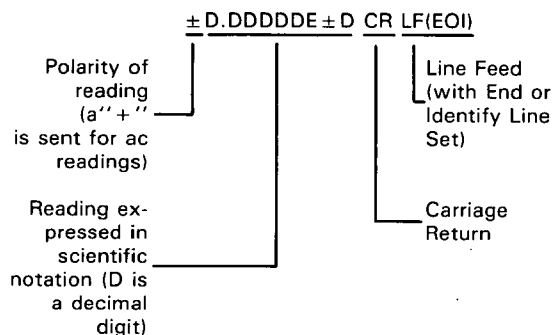 ±D.DDDDDE±D CR LF(EOI)
Polarity of
reading
(a''+''
is sent for ac
readings)
Line Feed
(with End or
Identify Line
Set)
Reading ex-
pressed in
scientific
notation (D is
a decimal
digit)
Carriage
Return